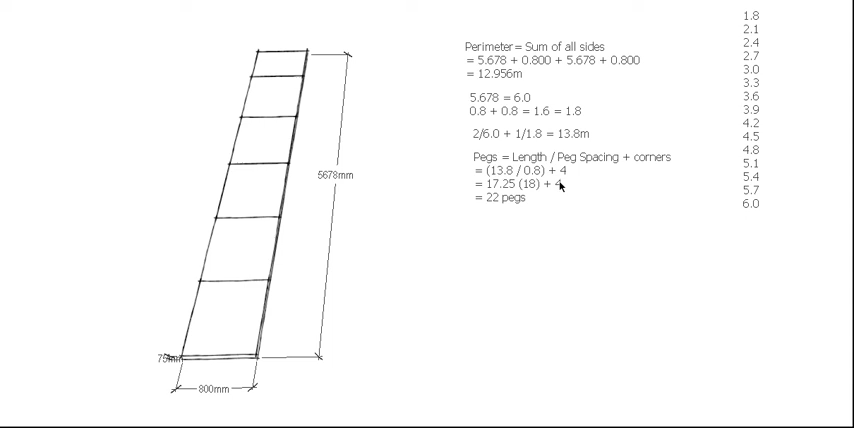 Perimeter = Sum of all sides
= 5.678 + 0.800 + 5.678 + 0.800
= 12.956m
5.678 = 6.0
0.8 + 0.8 = 1.6 = 1.8
2/6.0 + 1/1.8 = 13.8m
Pegs = Length / Peg Spacing + corners
= (13.8 / 0.8) + 4
= 17.25 (18) + 4
= 22 pegs
5678mm
75mm
800mm
1.8
2.1
2.4
2.7
3.0
3.3
3.6
3.9
4.2
4.5
4.8
5.1
5.4
5.7
6.0